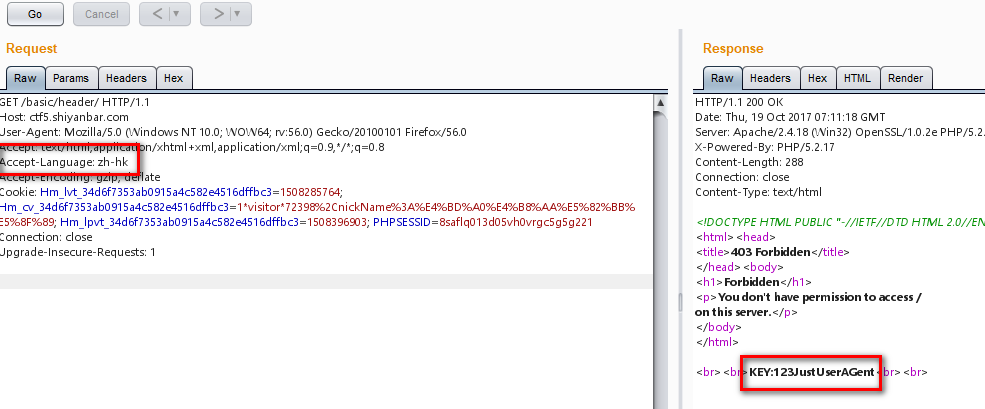 Go
Cancel
<
>
Request
Raw
Params
Headers
Hex
GET /basic/header/ HTTP/1.1
Host: ctf5.shiyanbar.com
User-Agent: Mozilla/5.0 (Windows NT 10.0; WOW64; rv:56.0) Gecko/20100101 Firefox/56.0
Accept: text/html,application/xhtml+xml,application/xml;q=0.9,*/*;q=0.8
Accept-Language: zh-hk
Accept-Encoding: gzip, deflate
Cookie: Hm_lvt_34d6f7353ab0915a4c582e4516dffbc3=1508285764;
Hm_cv_34d6f7353ab0915a4c582e4516dffbc3=1*visitor*72398%2CnickName%3A%E4%BD%A0%E4%B8%AA%E5%82%BB%
E5%8F%89; Hm_lpvt_34d6f7353ab0915a4c582e4516dffbc3=1508396903; PHPSESSID=8saflq013d05vh0vrgc5g5g221
Connection: close
Upgrade-Insecure-Requests: 1
Response
Raw
Headers
Hex
HTML
Render
HTTP/1.1 200 OK
Date: Thu, 19 Oct 2017 07:11:18 GMT
Server: Apache/2.4.18 (Win32) OpenSSL/1.0.2e PHP/5.2.
X-Powered-By: PHP/5.2.17
Content-Length: 288
Connection: close
Content-Type: text/html
<!DOCTYPE HTML PUBLIC "-//IETF//DTD HTML 2.0//EN
<html> <head>
<title>403 Forbidden</title>
</head> <body>
<h1>Forbidden</h1>
<p>You don't have permission to access /
on this server.</p>
</body>
</html>
<br> <br>KEY:123JustUserAGent<br> <br>